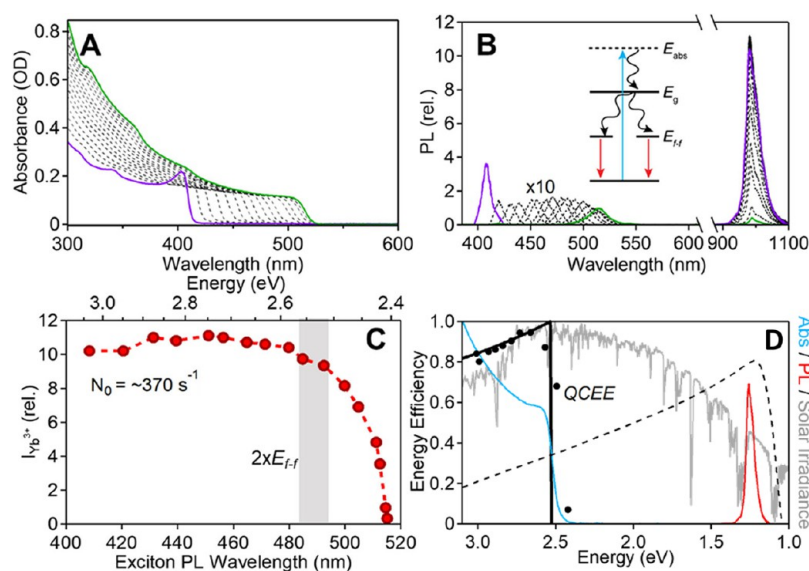 A
Absorbance (OD)
0.8
0.6
0.4
0.2
0
300
400
500
600
Wavelength (nm)
B
PL (rel.)
12
10
8
6
4
2
0
x10
E_abs
E_g
E_f-f
400
450
500
550
600
900
1000
1100
Wavelength (nm)
Energy (eV)
3.0
2.8
2.6
2.4
C
I_Yb³⁺ (rel.)
12
10
8
6
4
2
0
N₀ = ~370 s⁻¹
2xE_f-f
400
420
440
460
480
500
520
Exciton PL Wavelength (nm)
D
Energy Efficiency
1.0
0.8
0.6
0.4
0.2
0
QCEE
3.0
2.5
2.0
1.5
1.0
Energy (eV)
Abs / PL / Solar Irradiance